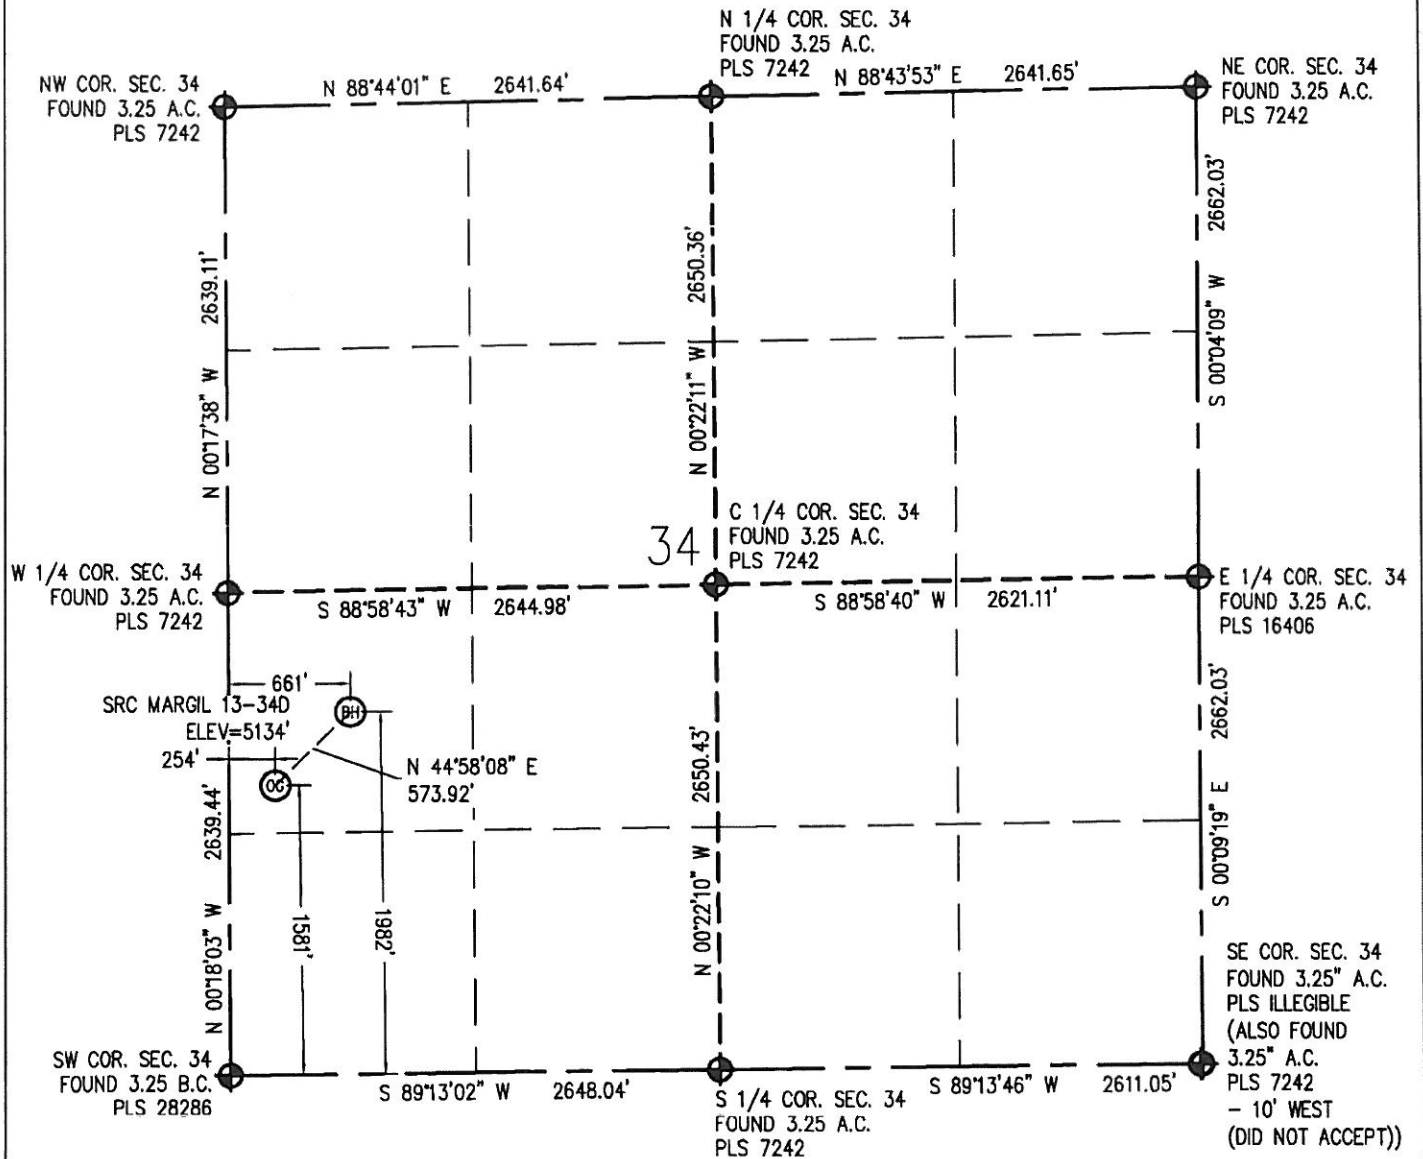 N 1/4 COR. SEC. 34
FOUND 3.25 A.C.
PLS 7242
NW COR. SEC. 34
FOUND 3.25 A.C.
PLS 7242
N 88°44'01" E 2641.64'
N 88°43'53" E 2641.65'
NE COR. SEC. 34
FOUND 3.25 A.C.
PLS 7242
N 00°17'38" W 2639.11'
N 00°22'11" W 2650.36'
2662.03'
S 00°04'09" W
C 1/4 COR. SEC. 34
FOUND 3.25 A.C.
PLS 7242
34
W 1/4 COR. SEC. 34
FOUND 3.25 A.C.
PLS 7242
S 88°58'43" W 2644.98'
S 88°58'40" W 2621.11'
E 1/4 COR. SEC. 34
FOUND 3.25 A.C.
PLS 16406
661'
SRC MARGIL 13-34D
ELEV=5134'
BH
254'
OG
N 44°58'08" E
573.92'
N 00°18'03" W 2639.44'
1581'
1982'
N 00°22'10" W 2650.43'
2662.03'
S 00°09'19" E
SW COR. SEC. 34
FOUND 3.25 B.C.
PLS 28286
S 89°13'02" W 2648.04'
S 1/4 COR. SEC. 34
FOUND 3.25 A.C.
PLS 7242
S 89°13'46" W 2611.05'
SE COR. SEC. 34
FOUND 3.25" A.C.
PLS ILLEGIBLE
(ALSO FOUND
3.25" A.C.
PLS 7242
- 10' WEST
(DID NOT ACCEPT))